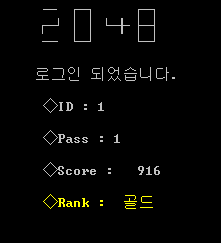 2048
로그인 되었습니다.
◇ID : 1
◇Pass : 1
◇Score : 916
◇Rank : 골드